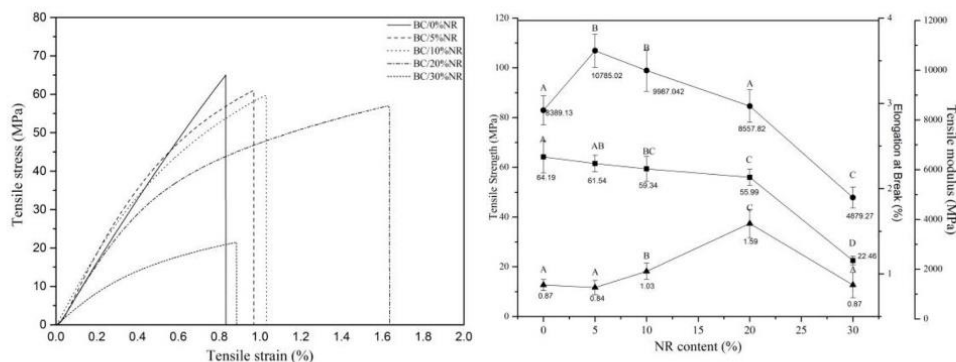 80
70
60
50
40
30
20
10
0
Tensile stress (MPa)
0.0 0.2 0.4 0.6 0.8 1.0 1.2 1.4 1.6 1.8 2.0
Tensile strain (%)
BC/0%NR
BC/5%NR
BC/10%NR
BC/20%NR
BC/30%NR
120
100
80
60
40
20
0
Tensile Strength (MPa)
A B B A C
8389.13 10785.02 9987.042 8557.82 4879.27
A AB BC C D
64.19 61.54 59.34 55.99 22.46
A A B C A
0.87 0.84 1.03 1.59 0.87
0 5 10 20 30
NR content (%)
4
3
2
1
Elongation at Break (%)
12000
10000
8000
6000
4000
2000
0
Tensile modulus
(MPa)